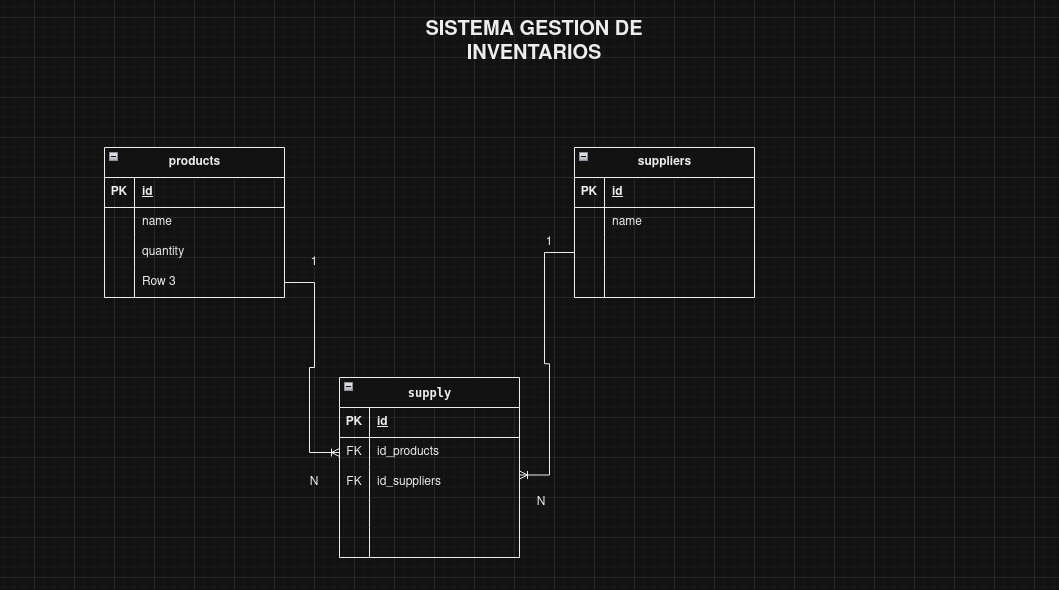 SISTEMA GESTION DE
INVENTARIOS
products
PK id
name
quantity
Row 3
1
suppliers
PK id
name
1
supply
PK id
FK id_products
FK id_suppliers
N
N